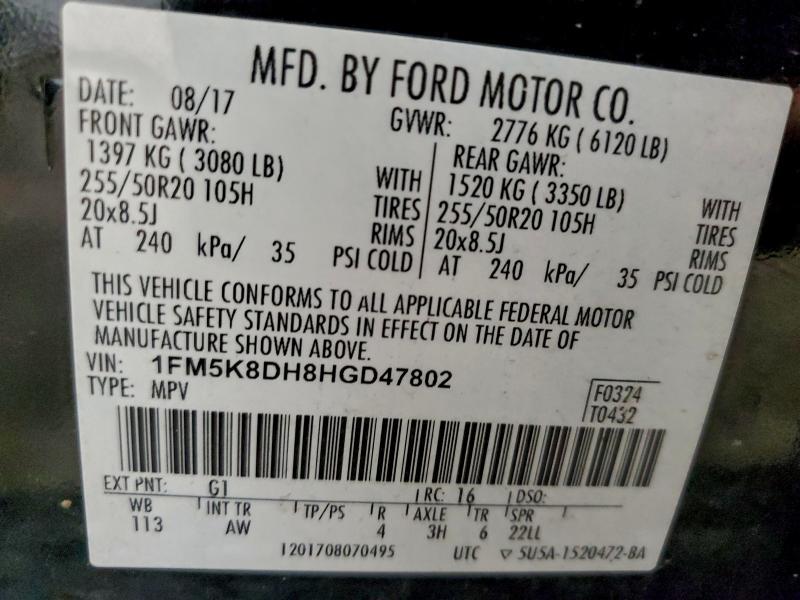 MFD. BY FORD MOTOR CO.
DATE: 08/17 GVWR: 2776 KG ( 6120 LB)
FRONT GAWR: REAR GAWR:
1397 KG ( 3080 LB) WITH 1520 KG ( 3350 LB) WITH
255/50R20 105H TIRES 255/50R20 105H TIRES
20x8.5J RIMS 20x8.5J RIMS
AT 240 kPa/ 35 PSI COLD AT 240 kPa/ 35 PSI COLD
THIS VEHICLE CONFORMS TO ALL APPLICABLE FEDERAL MOTOR
VEHICLE SAFETY STANDARDS IN EFFECT ON THE DATE OF
MANUFACTURE SHOWN ABOVE.
VIN: 1FM5K8DH8HGD47802
TYPE: MPV F0324
T0432
EXT PNT: G1 RC: 16 DSO:
WB INT TR TP/PS R AXLE TR SPR
113 AW 4 3H 6 22LL
1201708070495 UTC ▽ 5U5A-1520472-BA